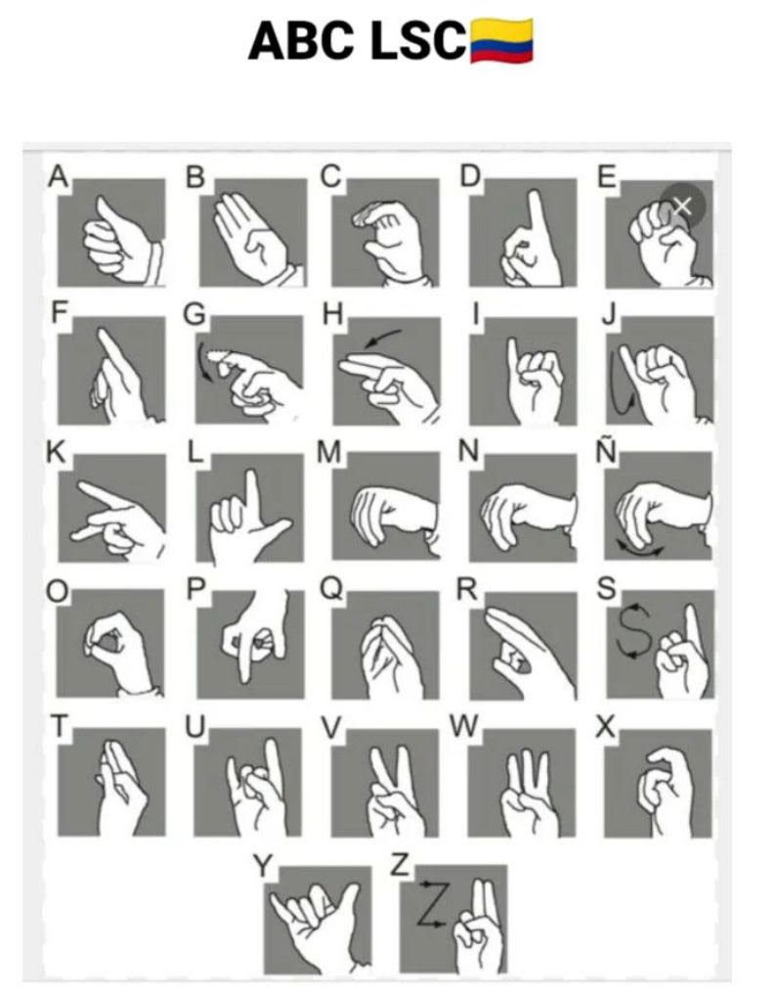 ABC LSC🇨🇴
A B C D E
F G H I J
K L M N Ñ
O P Q R S
S
T U V W X
Y Z
Z